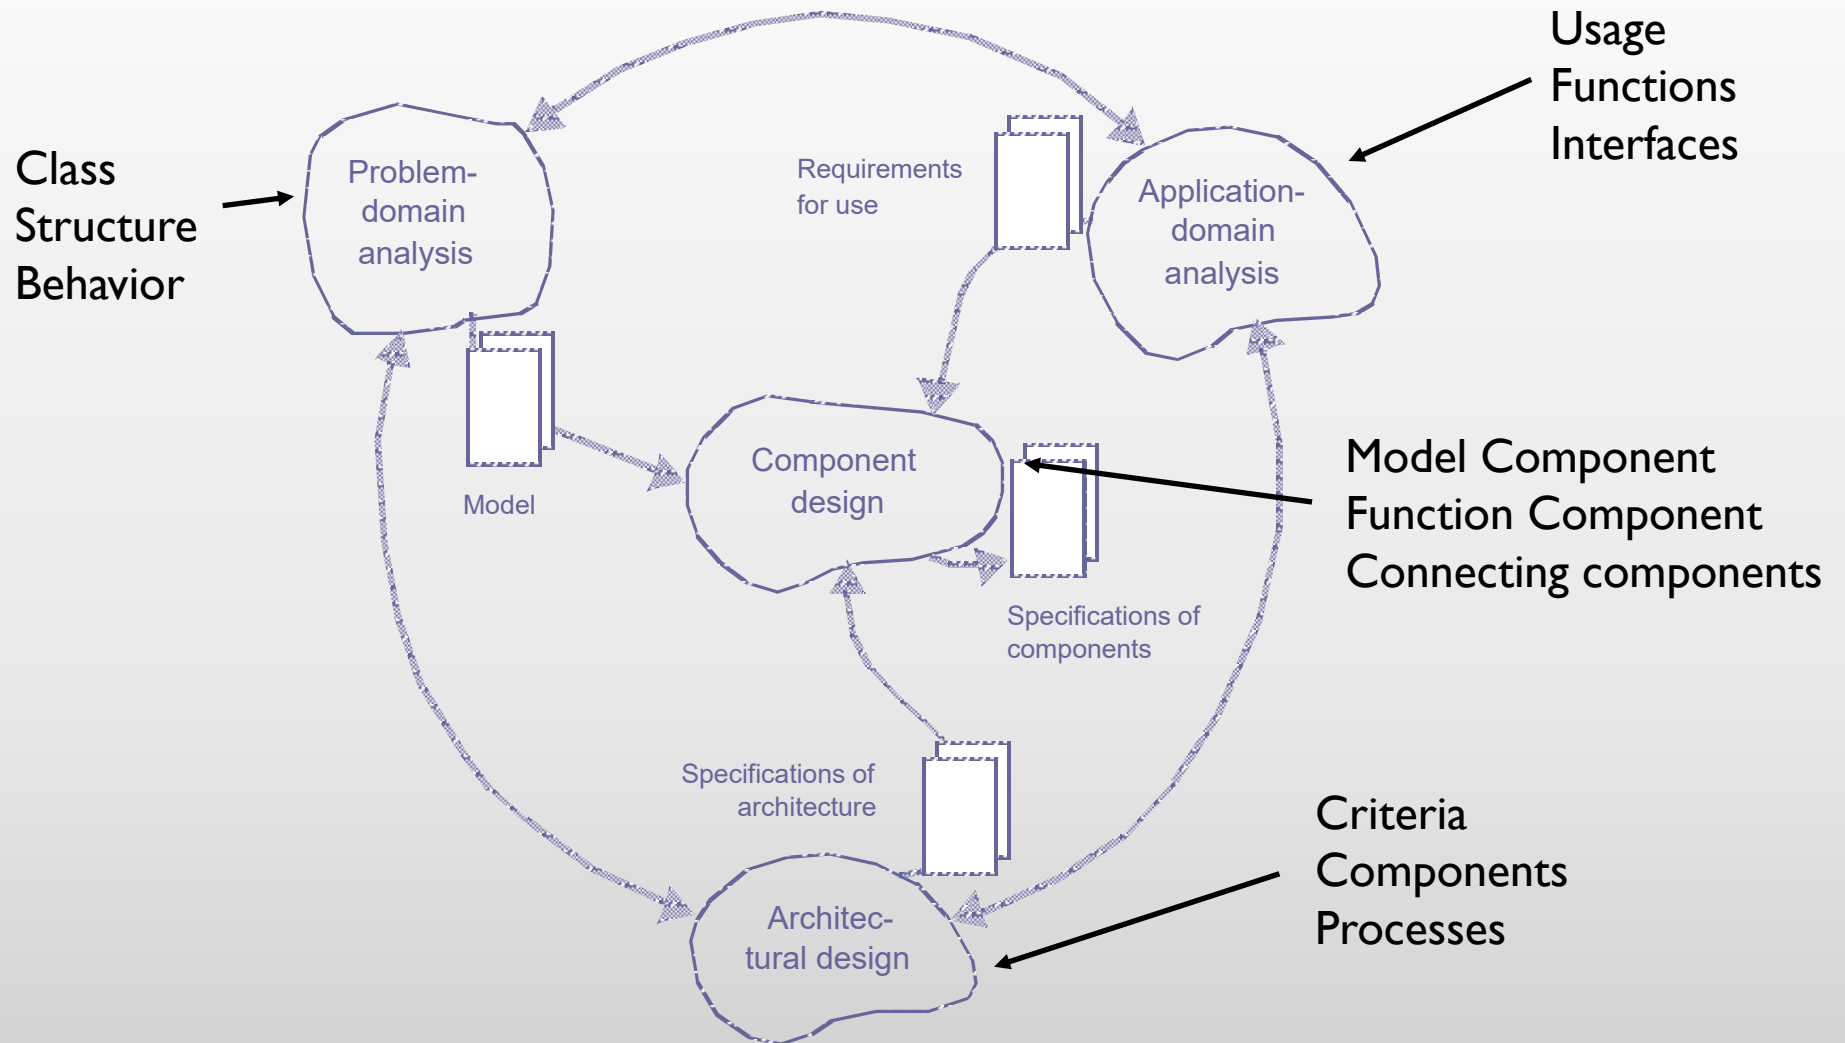 Usage
Functions
Interfaces
Class
Structure
Behavior
Problem-
domain
analysis
Requirements
for use
Application-
domain
analysis
Model
Component
design
Model Component
Function Component
Connecting components
Specifications of
components
Specifications of
architecture
Criteria
Components
Processes
Architec-
tural design